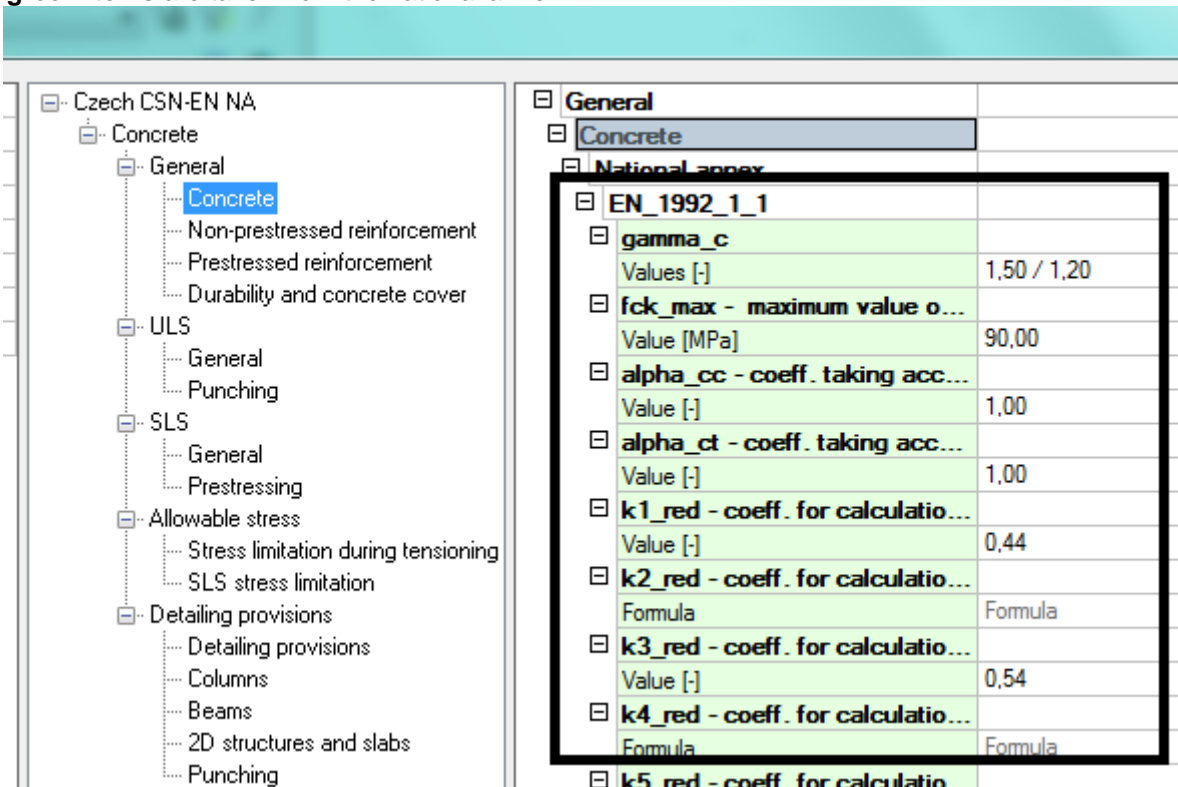 Czech CSN-EN NA
Concrete
General
Concrete
Non-prestressed reinforcement
Prestressed reinforcement
Durability and concrete cover
ULS
General
Punching
SLS
General
Prestressing
Allowable stress
Stress limitation during tensioning
SLS stress limitation
Detailing provisions
Detailing provisions
Columns
Beams
2D structures and slabs
Punching
General
Concrete
National annex
EN_1992_1_1
gamma_c
Values [-] 1,50 / 1,20
fck_max - maximum value o...
Value [MPa] 90,00
alpha_cc - coeff. taking acc...
Value [-] 1,00
alpha_ct - coeff. taking acc...
Value [-] 1,00
k1_red - coeff. for calculatio...
Value [-] 0,44
k2_red - coeff. for calculatio...
Formula Formula
k3_red - coeff. for calculatio...
Value [-] 0,54
k4_red - coeff. for calculatio...
Formula Formula
k5_red - coeff. for calculatio